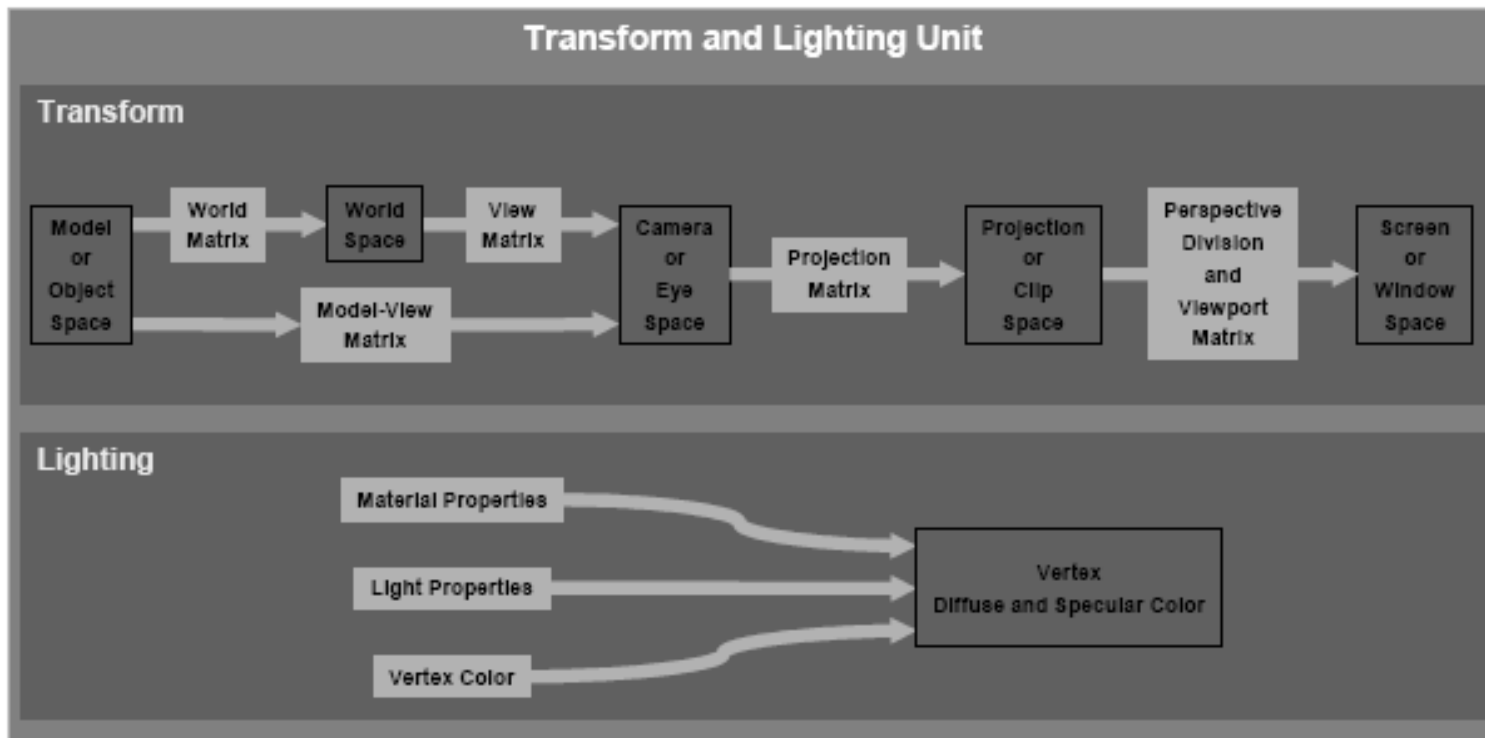 Transform and Lighting Unit
Transform
Model
or
Object
Space
World
Matrix
World
Space
View
Matrix
Model-View
Matrix
Camera
or
Eye
Space
Projection
Matrix
Projection
or
Clip
Space
Perspective
Division
and
Viewport
Matrix
Screen
or
Window
Space
Lighting
Material Properties
Light Properties
Vertex Color
Vertex
Diffuse and Specular Color